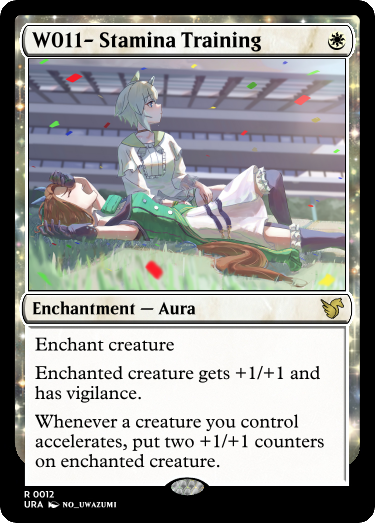 W011– Stamina Training
Enchantment — Aura
Enchant creature
Enchanted creature gets +1/+1 and
has vigilance.
Whenever a creature you control
accelerates, put two +1/+1 counters
on enchanted creature.
R 0012
URA NO_UWAZUMI